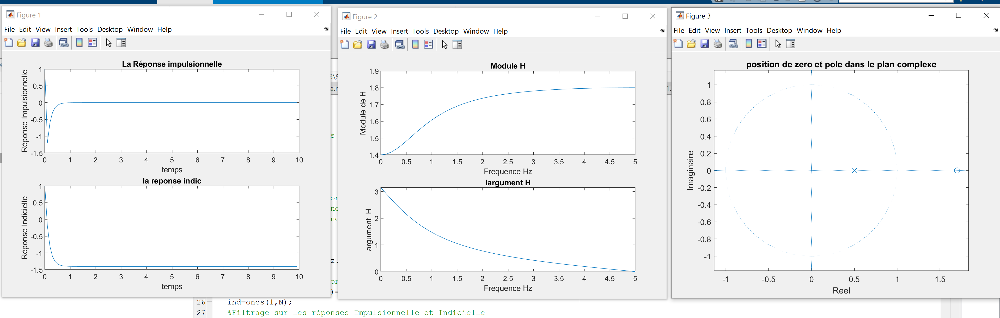 Figure 1
File Edit View Insert Tools Desktop Window Help
La Réponse impulsionnelle
Réponse Impulsionnelle
1
0.5
0
-0.5
-1
-1.5
0 1 2 3 4 5 6 7 8 9 10
temps
la reponse indic
Réponse Indicielle
1
0.5
0
-0.5
-1
-1.5
0 1 2 3 4 5 6 7 8 9 10
temps
Figure 2
File Edit View Insert Tools Desktop Window Help
Module H
Module de H
1.9
1.8
1.7
1.6
1.5
1.4
0 0.5 1 1.5 2 2.5 3 3.5 4 4.5 5
Frequence Hz
largument H
argument H
3
2
1
0
0 0.5 1 1.5 2 2.5 3 3.5 4 4.5 5
Frequence Hz
Figure 3
File Edit View Insert Tools Desktop Window Help
position de zero et pole dans le plan complexe
Imaginaire
1
0.8
0.6
0.4
0.2
0
-0.2
-0.4
-0.6
-0.8
-1
-1 -0.5 0 0.5 1 1.5
Reel
26 ind=ones(1,N);
27 %Filtrage sur les réponses Impulsionnelle et Indicielle